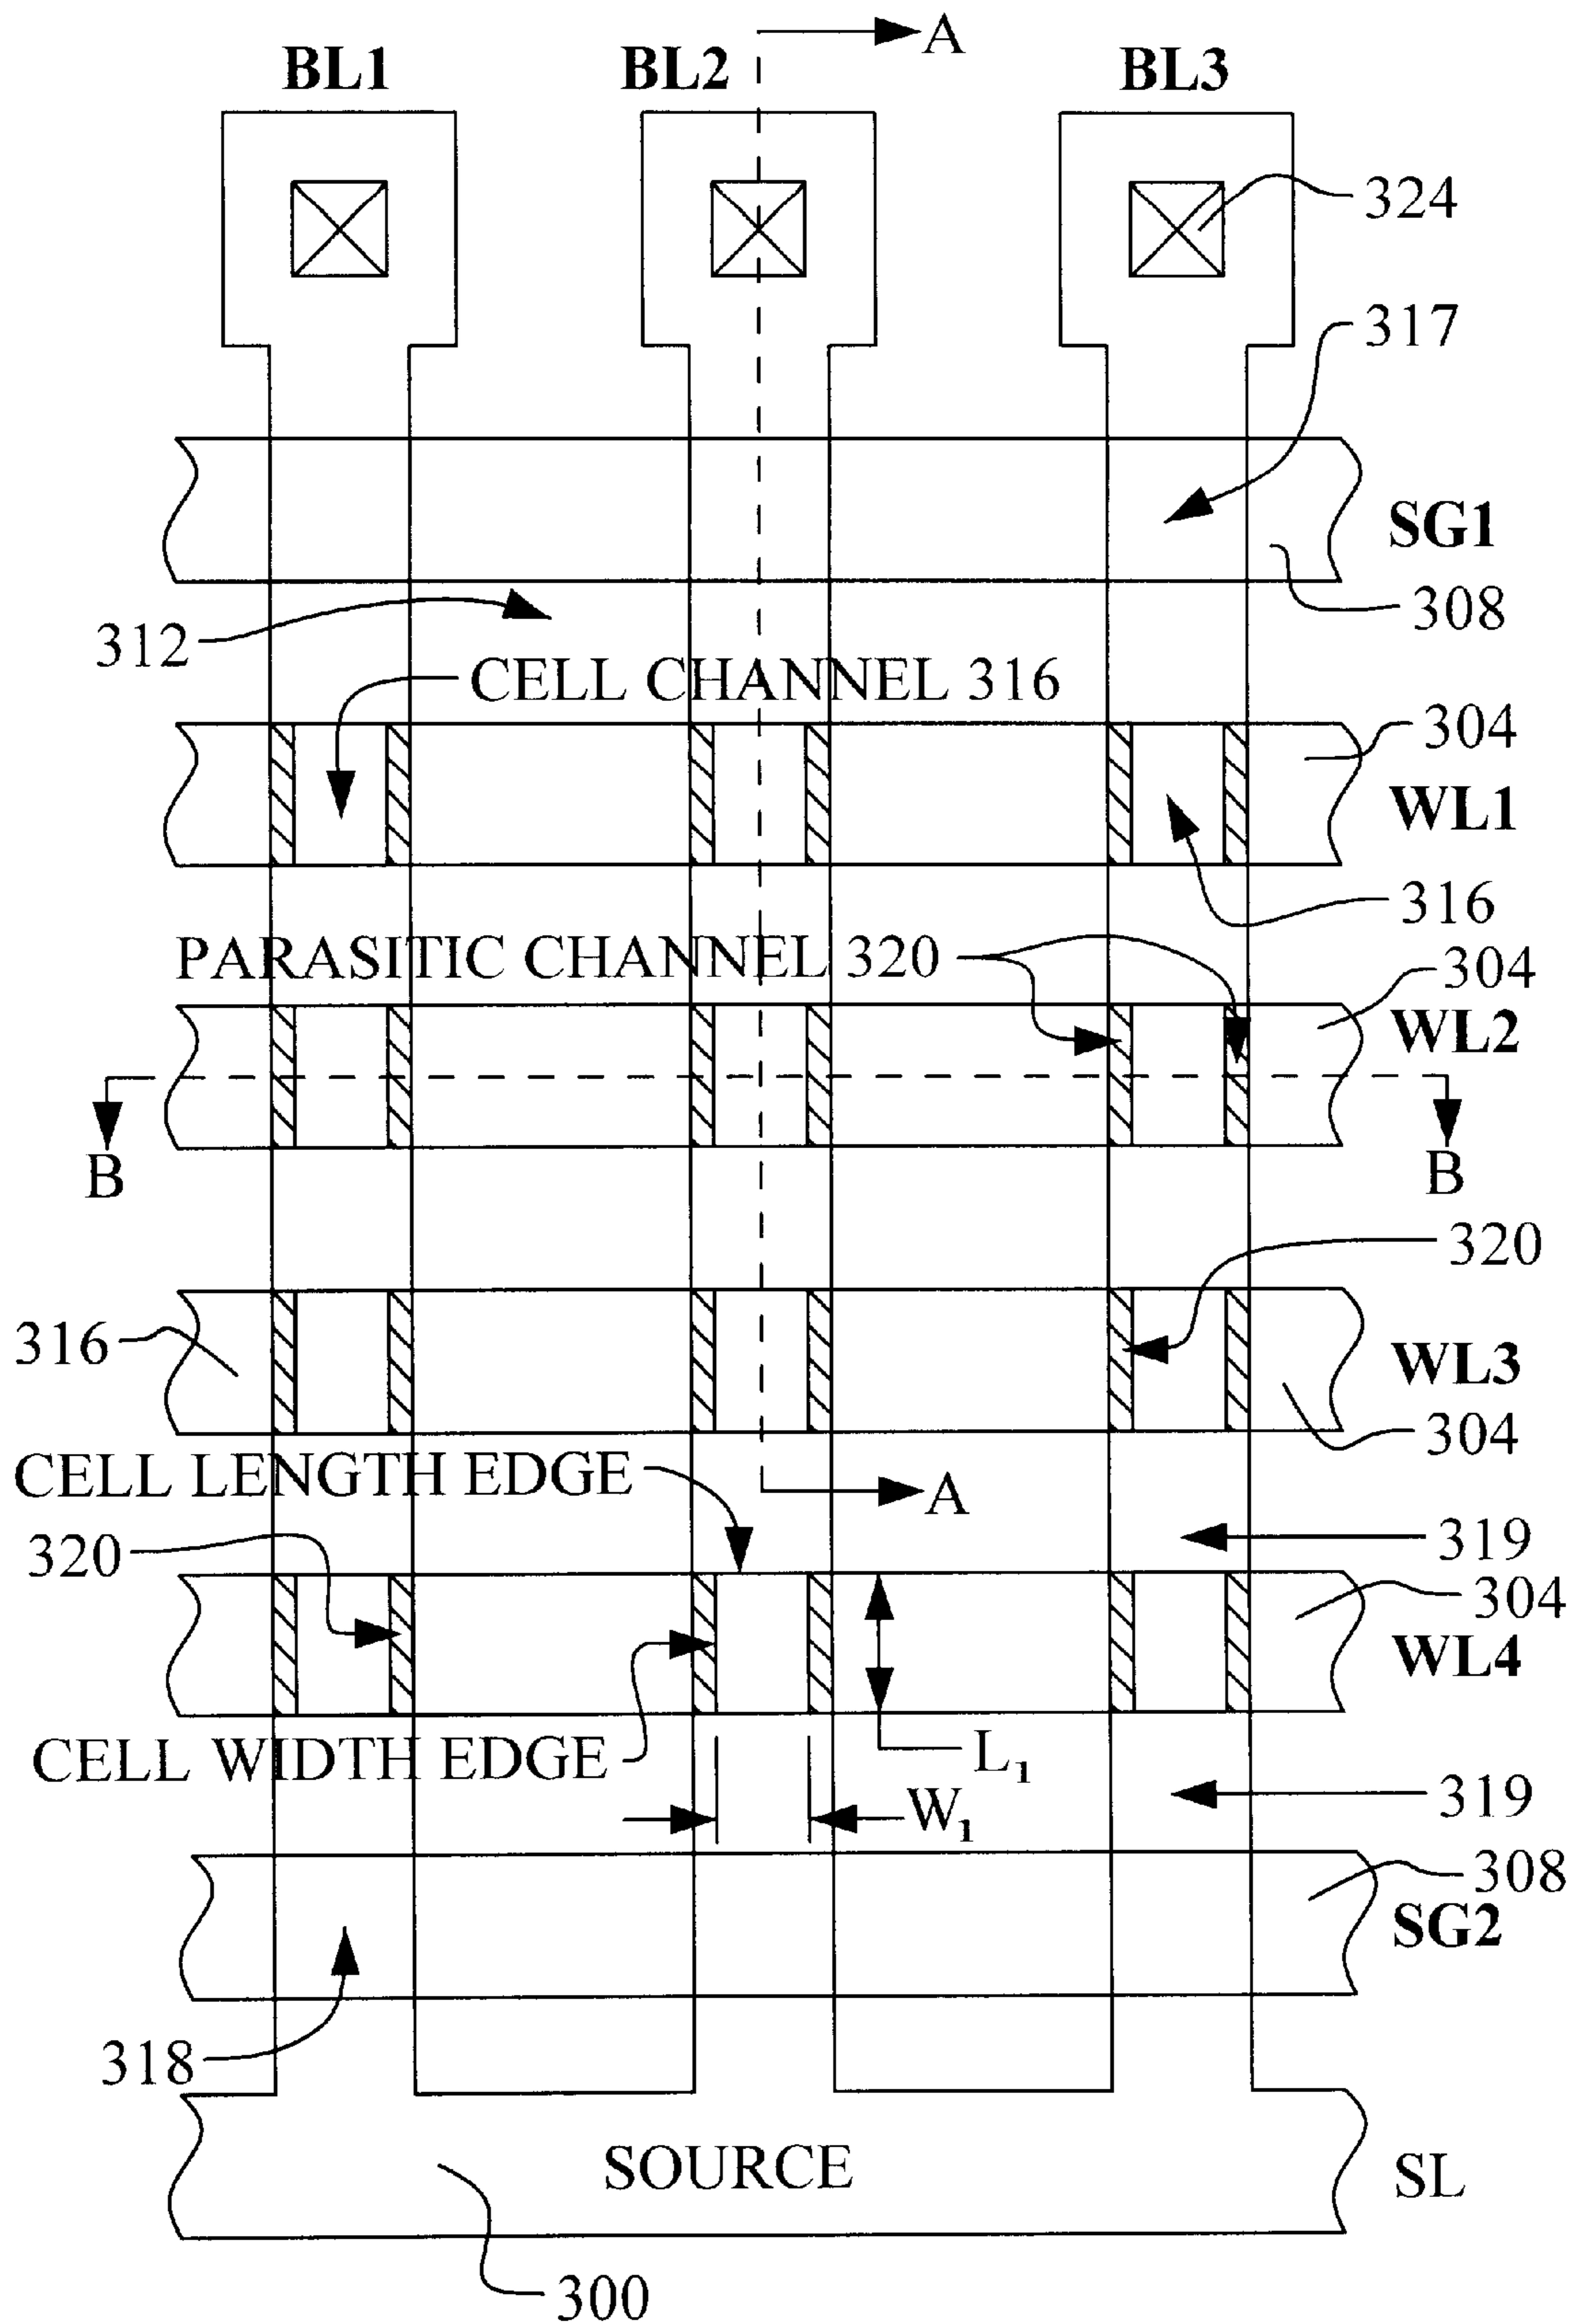 A
BL1
BL2
BL3
324
317
SG1
308
312
CELL CHANNEL 316
304
WL1
316
PARASITIC CHANNEL 320
304
WL2
B
B
320
316
WL3
304
CELL LENGTH EDGE
A
320
319
304
WL4
CELL WIDTH EDGE
L1
319
W1
308
SG2
318
SOURCE
SL
300